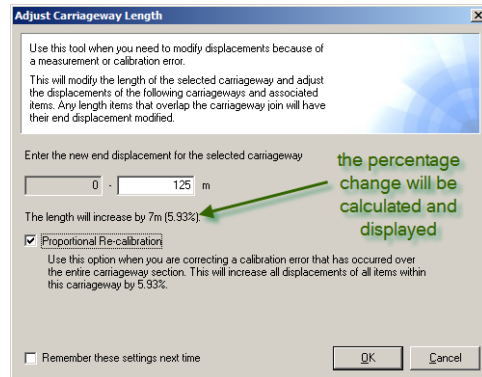 Adjust Carriageway Length
Use this tool when you need to modify displacements because of
a measurement or calibration error.
This will modify the length of the selected carriageway and adjust
the displacements of the following carriageways and associated
items. Any length items that overlap the carriageway join will have
their end displacement modified.
Enter the new end displacement for the selected carriageway
0 - 125 m
the percentage
change will be
calculated and
displayed
The length will increase by 7m (5.93%).
Proportional Re-calibration
Use this option when you are correcting a calibration error that has occurred over
the entire carriageway section. This will increase all displacements of all items within
this carriageway by 5.93%.
Remember these settings next time
OK
Cancel